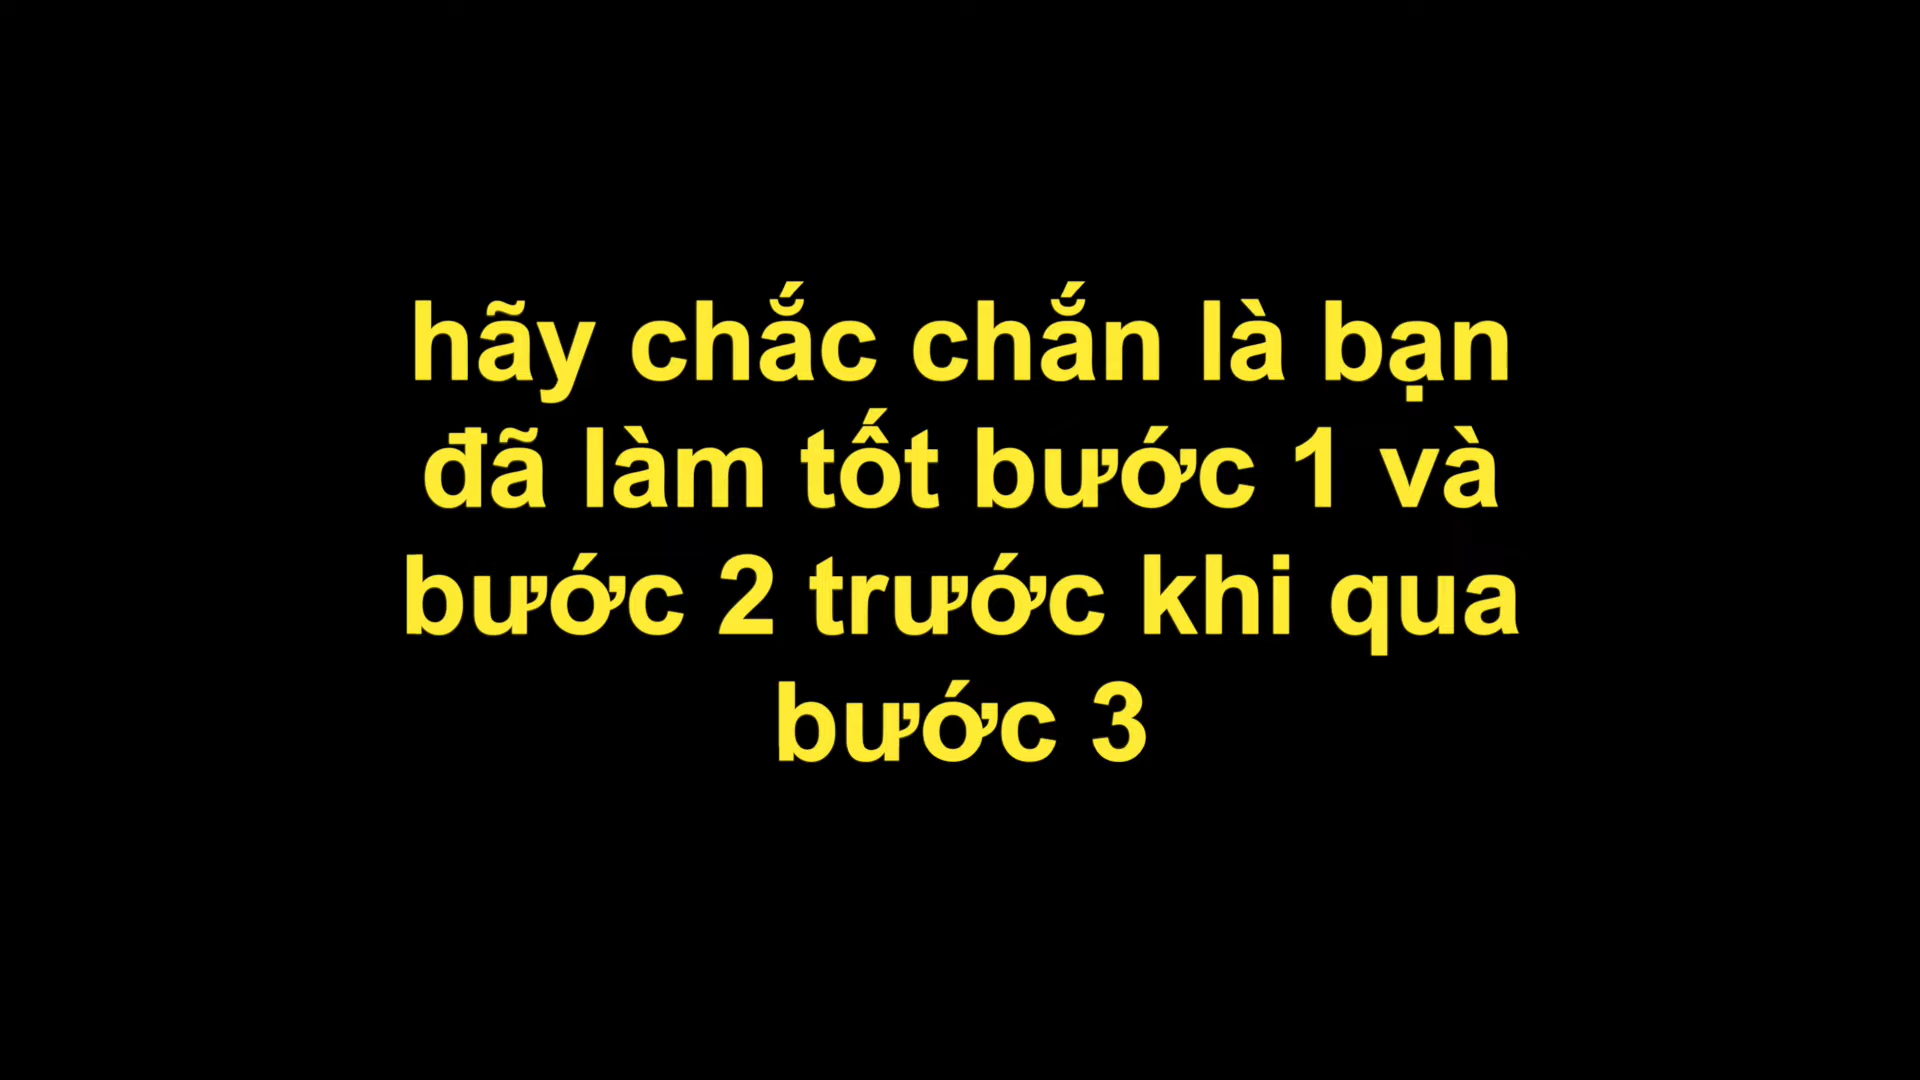 hãy chắc chắn là bạn
đã làm tốt bước 1 và
bước 2 trước khi qua
bước 3